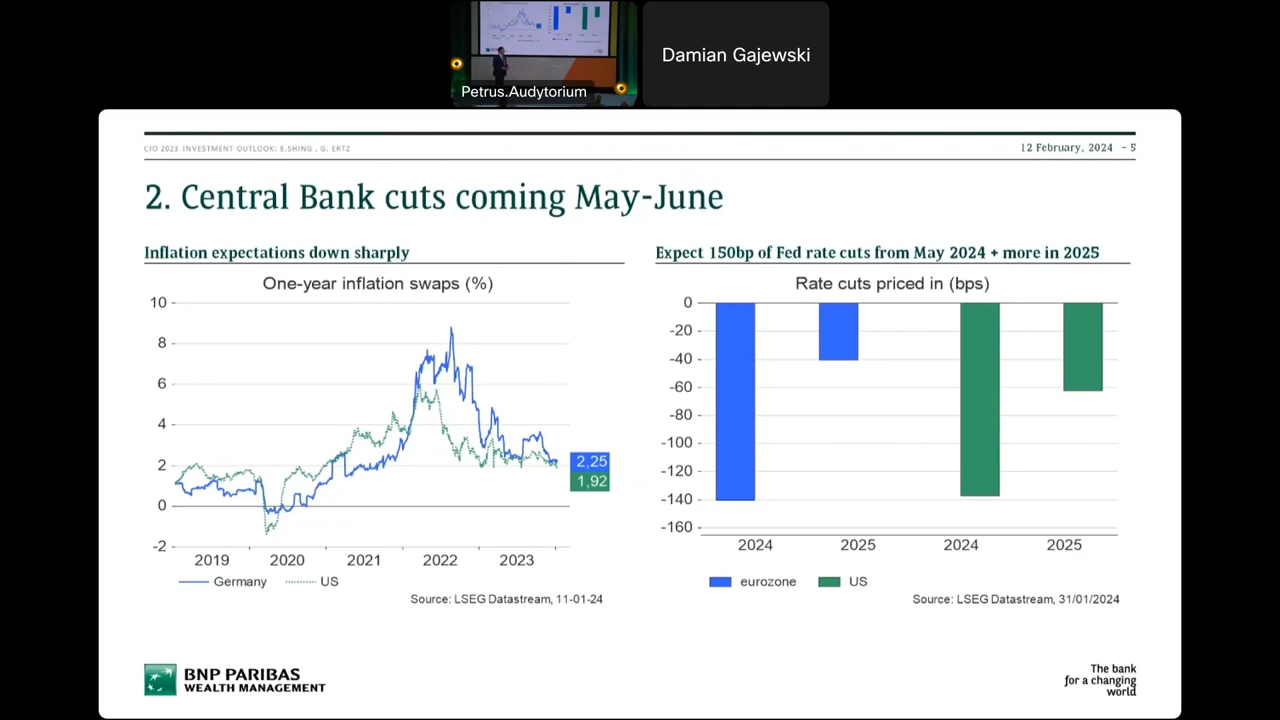 Petrus.Audytorium
Damian Gajewski
CIO 2023 INVESTMENT OUTLOOK: E.SHING , G. ERTZ
12 February, 2024 - 5
2. Central Bank cuts coming May-June
Inflation expectations down sharply
One-year inflation swaps (%)
10
8
6
4
2
0
-2
2,25
1,92
2019 2020 2021 2022 2023
Germany US
Source: LSEG Datastream, 11-01-24
Expect 150bp of Fed rate cuts from May 2024 + more in 2025
Rate cuts priced in (bps)
0
-20
-40
-60
-80
-100
-120
-140
-160
2024 2025 2024 2025
eurozone US
Source: LSEG Datastream, 31/01/2024
BNP PARIBAS
WEALTH MANAGEMENT
The bank
for a changing
world